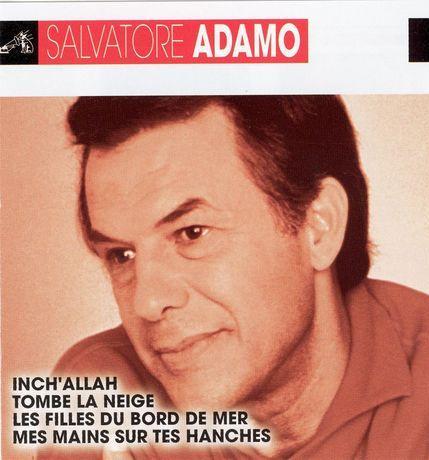 SALVATORE ADAMO
INCH'ALLAH
TOMBE LA NEIGE
LES FILLES DU BORD DE MER
MES MAINS SUR TES HANCHES